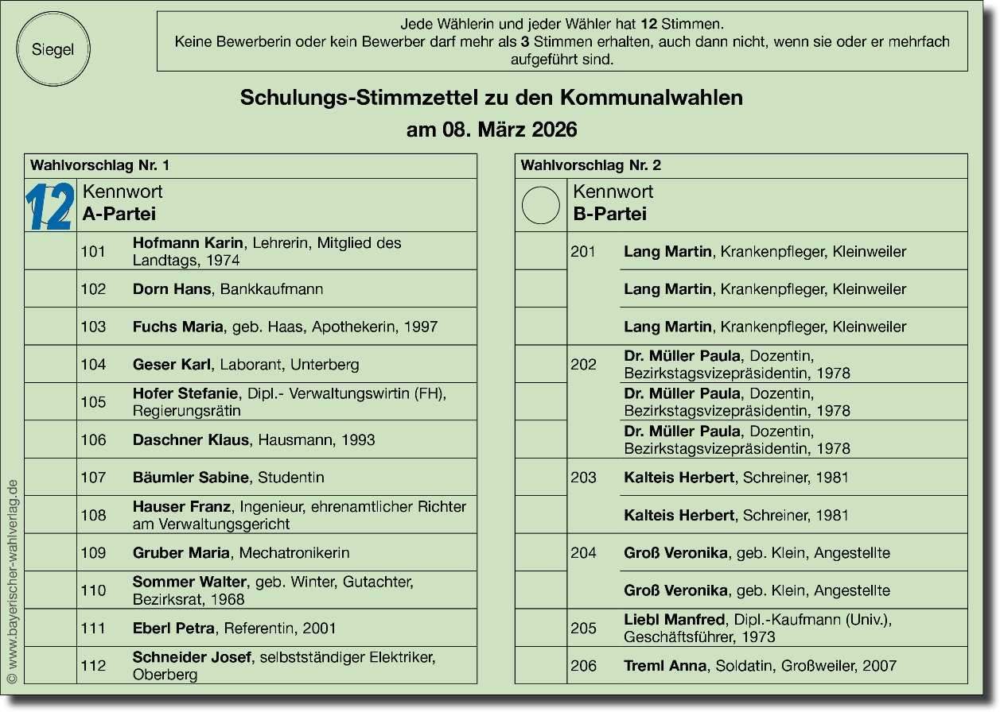 Siegel
Jede Wählerin und jeder Wähler hat 12 Stimmen.
Keine Bewerberin oder kein Bewerber darf mehr als 3 Stimmen erhalten, auch dann nicht, wenn sie oder er mehrfach
aufgeführt sind.
Schulungs-Stimmzettel zu den Kommunalwahlen
am 08. März 2026
Wahlvorschlag Nr. 1
12
Kennwort
A-Partei
101 Hofmann Karin, Lehrerin, Mitglied des
Landtags, 1974
102 Dorn Hans, Bankkaufmann
103 Fuchs Maria, geb. Haas, Apothekerin, 1997
104 Geser Karl, Laborant, Unterberg
105 Hofer Stefanie, Dipl.- Verwaltungswirtin (FH),
Regierungsrätin
106 Daschner Klaus, Hausmann, 1993
107 Bäumler Sabine, Studentin
108 Hauser Franz, Ingenieur, ehrenamtlicher Richter
am Verwaltungsgericht
109 Gruber Maria, Mechatronikerin
110 Sommer Walter, geb. Winter, Gutachter,
Bezirksrat, 1968
111 Eberl Petra, Referentin, 2001
112 Schneider Josef, selbstständiger Elektriker,
Oberberg
Wahlvorschlag Nr. 2
Kennwort
B-Partei
201 Lang Martin, Krankenpfleger, Kleinweiler
Lang Martin, Krankenpfleger, Kleinweiler
Lang Martin, Krankenpfleger, Kleinweiler
202 Dr. Müller Paula, Dozentin,
Bezirkstagsvizepräsidentin, 1978
Dr. Müller Paula, Dozentin,
Bezirkstagsvizepräsidentin, 1978
Dr. Müller Paula, Dozentin,
Bezirkstagsvizepräsidentin, 1978
203 Kalteis Herbert, Schreiner, 1981
Kalteis Herbert, Schreiner, 1981
204 Groß Veronika, geb. Klein, Angestellte
Groß Veronika, geb. Klein, Angestellte
205 Liebl Manfred, Dipl.-Kaufmann (Univ.),
Geschäftsführer, 1973
206 Treml Anna, Soldatin, Großweiler, 2007
© www.bayerischer-wahlverlag.de